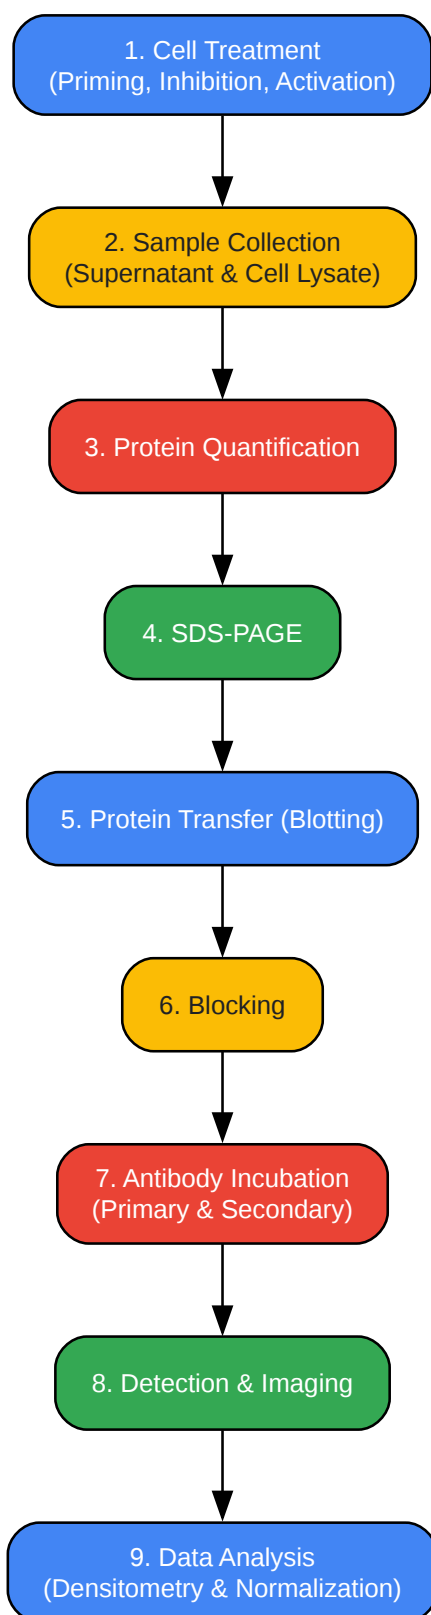 1. Cell Treatment
(Priming, Inhibition, Activation)
2. Sample Collection
(Supernatant & Cell Lysate)
3. Protein Quantification
4. SDS-PAGE
5. Protein Transfer (Blotting)
6. Blocking
7. Antibody Incubation
(Primary & Secondary)
8. Detection & Imaging
9. Data Analysis
(Densitometry & Normalization)